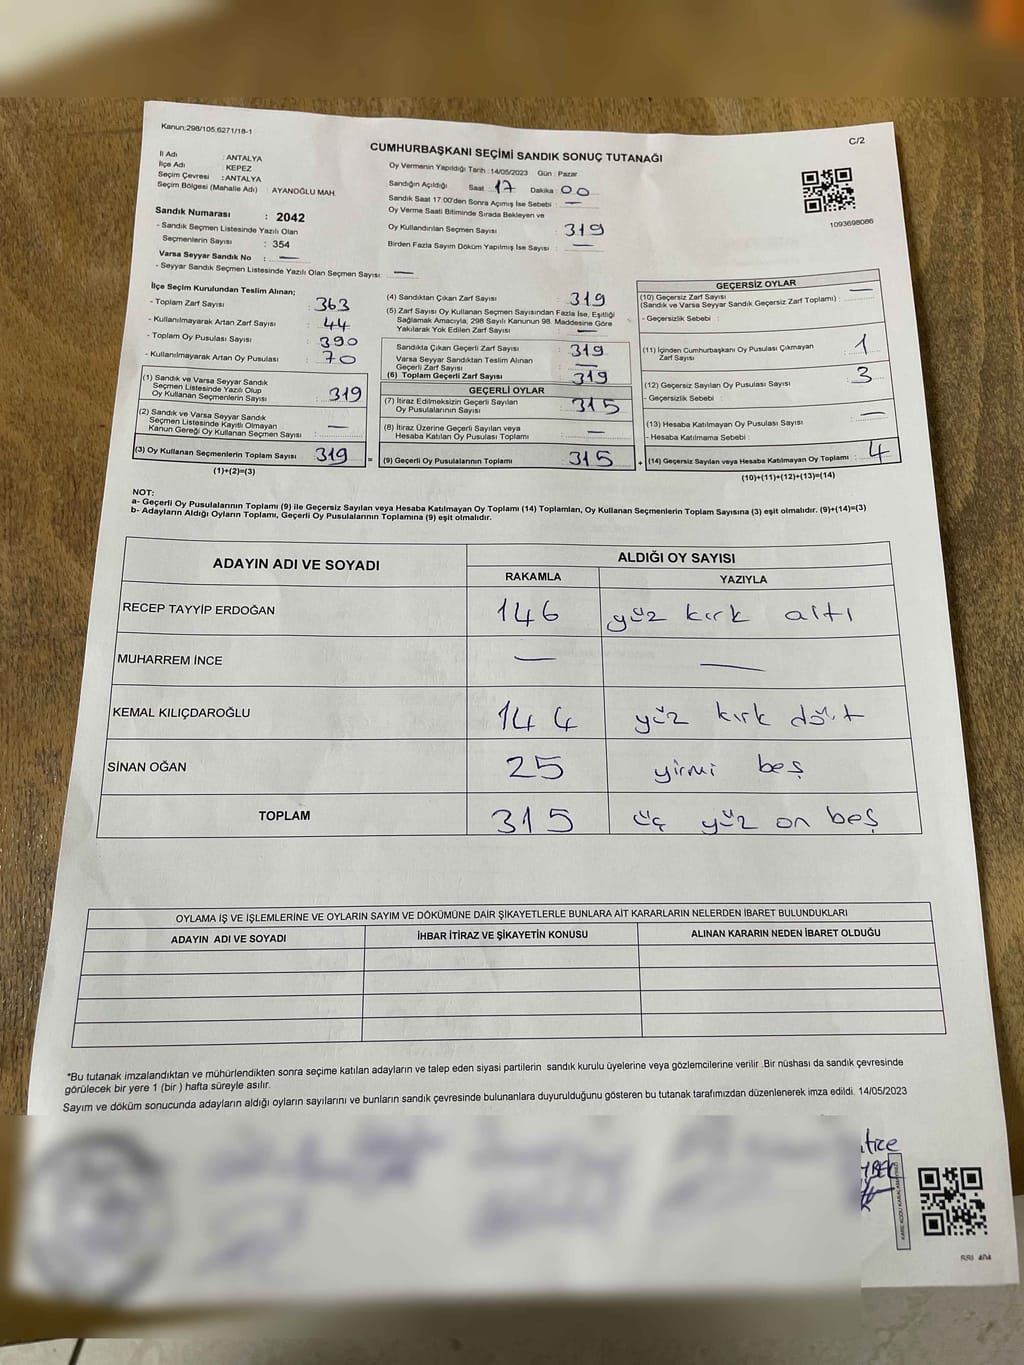 Kanun:298/105,6271/18-1
C/2
CUMHURBAŞKANI SEÇİMİ SANDIK SONUÇ TUTANAĞI
İl Adı : ANTALYA
İlçe Adı : KEPEZ
Seçim Çevresi : ANTALYA
Seçim Bölgesi (Mahalle Adı) : AYANOĞLU MAH.
Oy Vermenin Yapıldığı Tarih : 14/05/2023 Gün : Pazar
Sandığın Açıldığı Saat : 17 Dakika : 00
Sandık Saat 17.00'den Sonra Açımış İse Sebebi : —
Oy Verme Saati Bitiminde Sırada Bekleyen ve
Oy Kullandırılan Seçmen Sayısı : 319
Birden Fazla Sayım Döküm Yapılmış İse Sayısı : —
1093698086
Sandık Numarası : 2042
- Sandık Seçmen Listesinde Yazılı Olan
Seçmenlerin Sayısı : 354
Varsa Seyyar Sandık No : —
- Seyyar Sandık Seçmen Listesinde Yazılı Olan Seçmen Sayısı: —
İlçe Seçim Kurulundan Teslim Alınan;
- Toplam Zarf Sayısı : 363
- Kullanılmayarak Artan Zarf Sayısı : 44
- Toplam Oy Pusulası Sayısı : 390
- Kullanılmayarak Artan Oy Pusulası : 70
(1) Sandık ve Varsa Seyyar Sandık
Seçmen Listesinde Yazılı Olup
Oy Kullanan Seçmenlerin Sayısı : 319
(2) Sandık ve Varsa Seyyar Sandık
Seçmen Listesinde Kayıtlı Olmayan
Kanun Gereği Oy Kullanan Seçmen Sayısı : —
(3) Oy Kullanan Seçmenlerin Toplam Sayısı : 319
(1)+(2)=(3)
(4) Sandıktan Çıkan Zarf Sayısı : 319
(5) Zarf Sayısı Oy Kullanan Seçmen Sayısından Fazla İse, Eşitliği
Sağlamak Amacıyla; 298 Sayılı Kanunun 98. Maddesine Göre
Yakılarak Yok Edilen Zarf Sayısı : —
Sandıkta Çıkan Geçerli Zarf Sayısı : 319
Varsa Seyyar Sandıktan Teslim Alınan
Geçerli Zarf Sayısı : —
(6) Toplam Geçerli Zarf Sayısı : 319
GEÇERLİ OYLAR
(7) İtiraz Edilmeksizin Geçerli Sayılan
Oy Pusulalarının Sayısı : 315
(8) İtiraz Üzerine Geçerli Sayılan veya
Hesaba Katılan Oy Pusulası Toplamı : —
= (9) Geçerli Oy Pusulalarının Toplamı : 315
GEÇERSİZ OYLAR
(10) Geçersiz Zarf Sayısı
(Sandık ve Varsa Seyyar Sandık Geçersiz Zarf Toplamı) : —
- Geçersizlik Sebebi :
(11) İçinden Cumhurbaşkanı Oy Pusulası Çıkmayan
Zarf Sayısı : 1
(12) Geçersiz Sayılan Oy Pusulası Sayısı : 3
- Geçersizlik Sebebi :
(13) Hesaba Katılmayan Oy Pusulası Sayısı : —
- Hesaba Katılmama Sebebi :
+ (14) Geçersiz Sayılan veya Hesaba Katılmayan Oy Toplamı : 4
(10)+(11)+(12)+(13)=(14)
NOT:
a- Geçerli Oy Pusulalarının Toplamı (9) ile Geçersiz Sayılan veya Hesaba Katılmayan Oy Toplamı (14) Toplamları, Oy Kullanan Seçmenlerin Toplam Sayısına (3) eşit olmalıdır. (9)+(14)=(3)
b- Adayların Aldığı Oyların Toplamı, Geçerli Oy Pusulalarının Toplamına (9) eşit olmalıdır.
ADAYIN ADI VE SOYADI ALDIĞI OY SAYISI
RAKAMLA YAZIYLA
RECEP TAYYİP ERDOĞAN 146 yüz kırk altı
MUHARREM İNCE — —
KEMAL KILIÇDAROĞLU 144 yüz kırk dört
SİNAN OĞAN 25 yirmi beş
TOPLAM 315 üç yüz on beş
OYLAMA İŞ VE İŞLEMLERİNE VE OYLARIN SAYIM VE DÖKÜMÜNE DAİR ŞİKAYETLERLE BUNLARA AİT KARARLARIN NELERDEN İBARET BULUNDUKLARI
ADAYIN ADI VE SOYADI İHBAR İTİRAZ VE ŞİKAYETİN KONUSU ALINAN KARARIN NEDEN İBARET OLDUĞU
*Bu tutanak imzalandıktan ve mühürlendikten sonra seçime katılan adayların ve talep eden siyasi partilerin sandık kurulu üyelerine veya gözlemcilerine verilir .Bir nüshası da sandık çevresinde
görülecek bir yere 1 (bir ) hafta süreyle asılır.
Sayım ve döküm sonucunda adayların aldığı oyların sayılarını ve bunların sandık çevresinde bulunanlara duyurulduğunu gösteren bu tutanak tarafımızdan düzenlenerek imza edildi. 14/05/2023